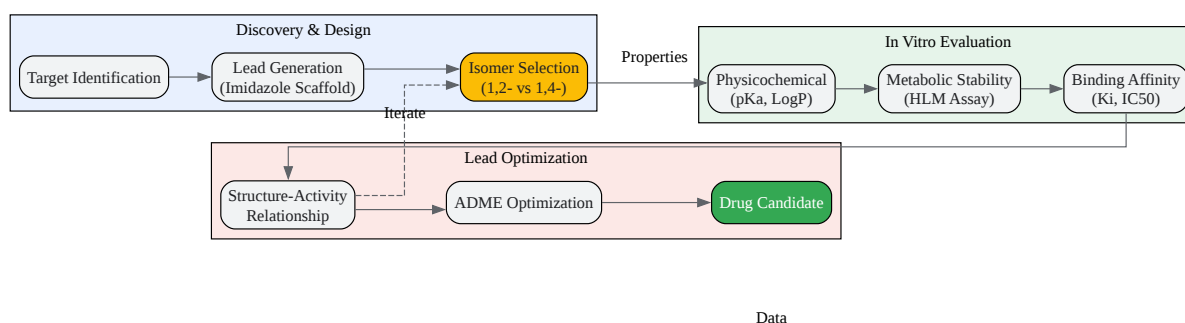 Discovery & Design
Target Identification
Lead Generation
(Imidazole Scaffold)
Isomer Selection
(1,2- vs 1,4-)
Properties
In Vitro Evaluation
Physicochemical
(pKa, LogP)
Metabolic Stability
(HLM Assay)
Binding Affinity
(Ki, IC50)
Iterate
Lead Optimization
Structure-Activity
Relationship
ADME Optimization
Drug Candidate
Data